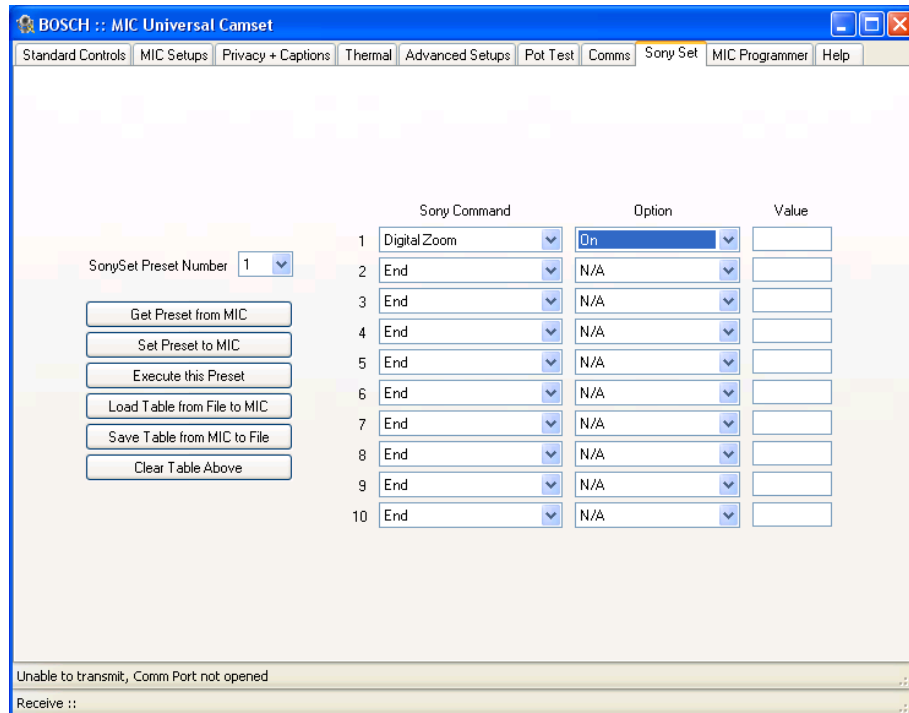 BOSCH :: MIC Universal Camset
Standard Controls MIC Setups Privacy + Captions Thermal Advanced Setups Pot Test Comms Sony Set MIC Programmer Help
Sony Command Option Value
1 Digital Zoom On
SonySet Preset Number 1
2 End N/A
3 End N/A
Get Preset from MIC
4 End N/A
Set Preset to MIC
5 End N/A
Execute this Preset
6 End N/A
Load Table from File to MIC
7 End N/A
Save Table from MIC to File
8 End N/A
Clear Table Above
9 End N/A
10 End N/A
Unable to transmit, Comm Port not opened
Receive ::